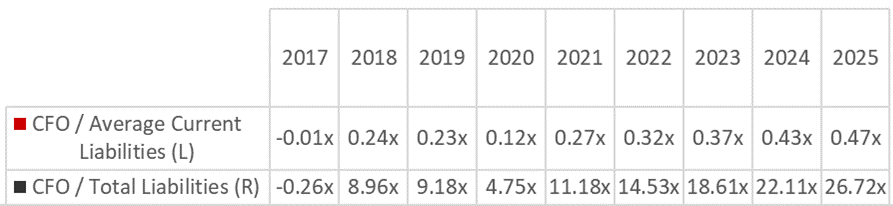 2017 2018 2019 2020 2021 2022 2023 2024 2025
CFO / Average Current
Liabilities (L) -0.01x 0.24x 0.23x 0.12x 0.27x 0.32x 0.37x 0.43x 0.47x
CFO / Total Liabilities (R) -0.26x 8.96x 9.18x 4.75x 11.18x 14.53x 18.61x 22.11x 26.72x